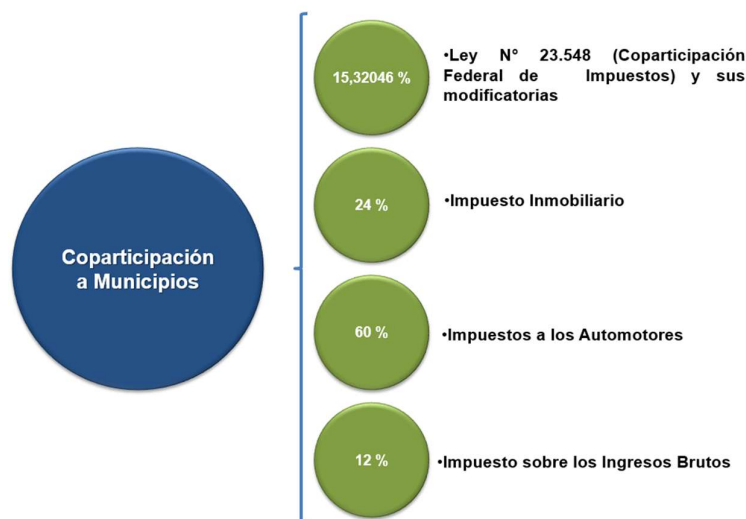 Coparticipación
a Municipios
15,32046 %
•Ley N° 23.548 (Coparticipación
Federal de Impuestos) y sus
modificatorias
24 %
•Impuesto Inmobiliario
60 %
•Impuestos a los Automotores
12 %
•Impuesto sobre los Ingresos Brutos